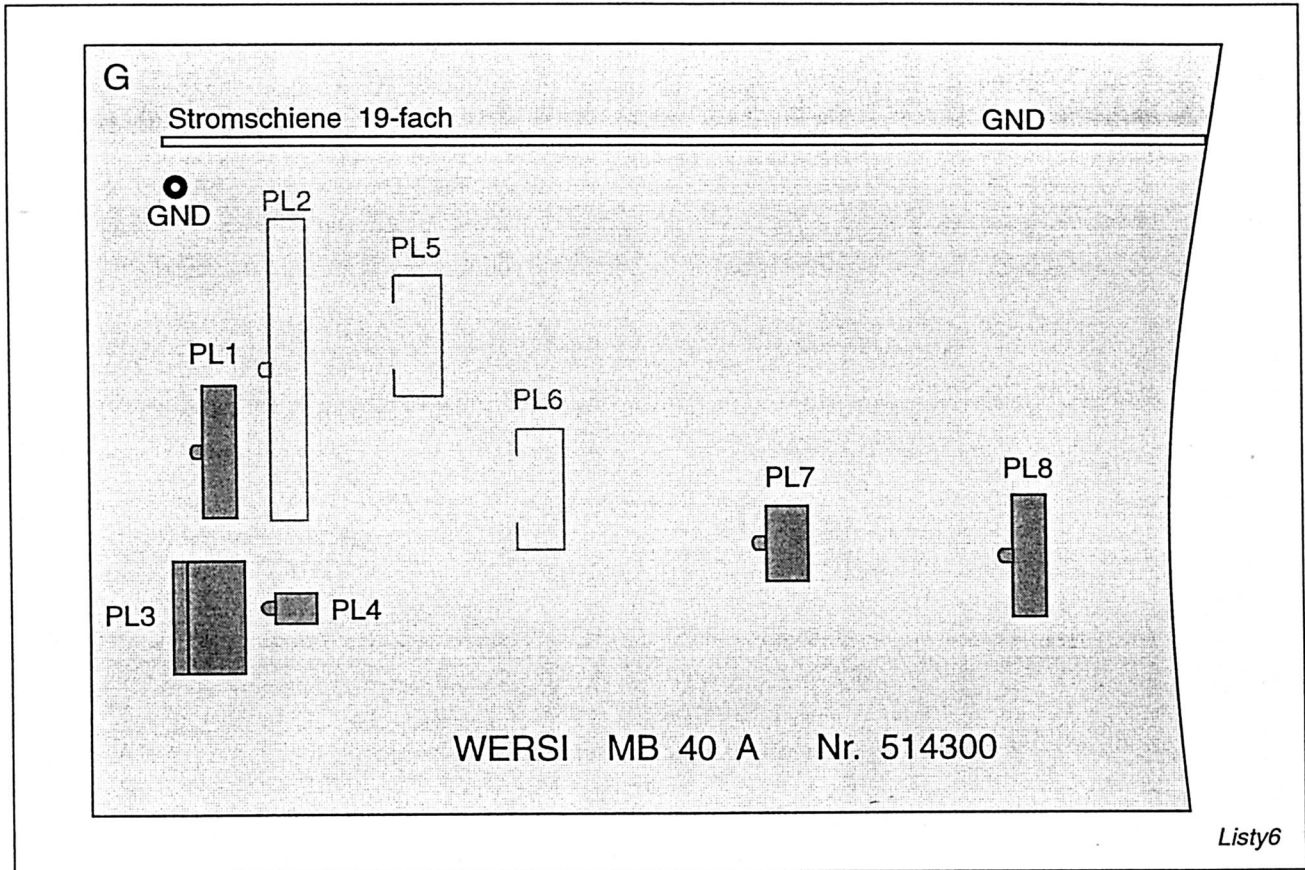 G
Stromschiene 19-fach GND
GND
PL2
PL5
PL1
PL6
PL7
PL8
PL3
PL4
WERSI MB 40 A Nr. 514300
Listy6